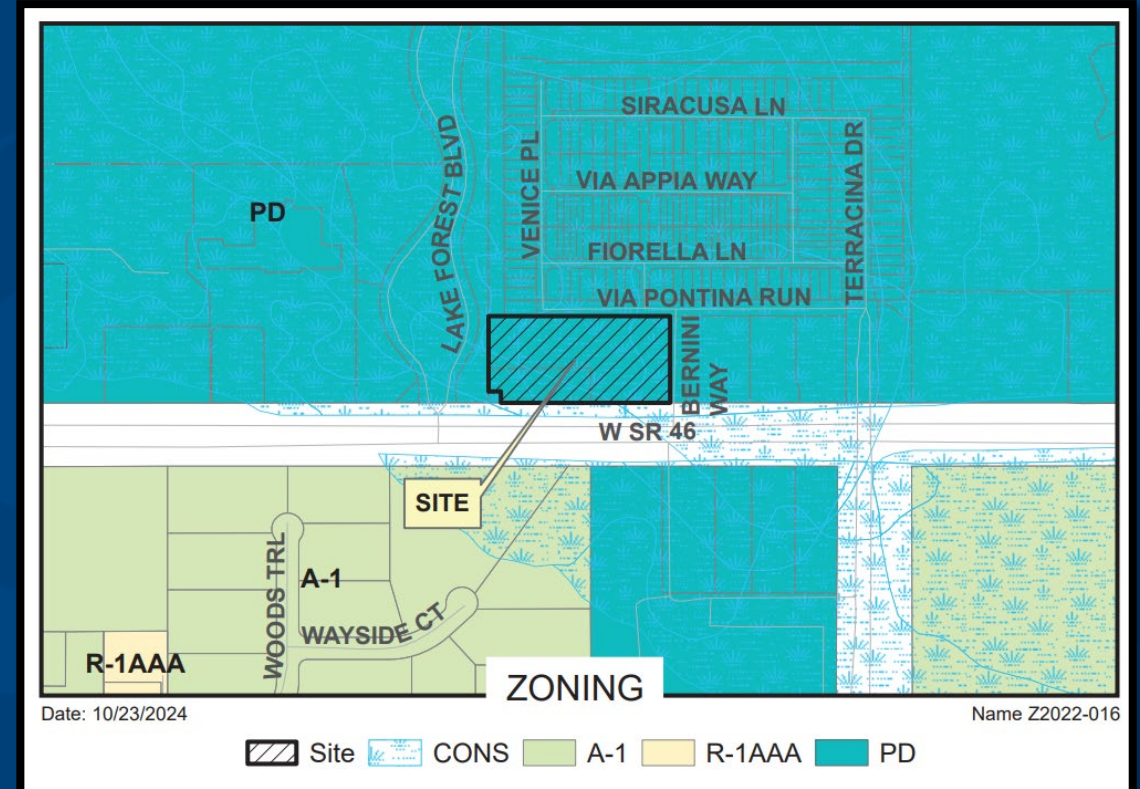 SIRACUSA LN
VIA APPIA WAY
FIORELLA LN
VIA PONTINA RUN
VENICE PL
TERRACINA DR
LAKE FOREST BLVD
PD
BERNINI
WAY
W SR 46
SITE
A-1
WOODS TRL
WAYSIDE CT
R-1AAA
ZONING
Date: 10/23/2024
Name Z2022-016
Site CONS A-1 R-1AAA PD